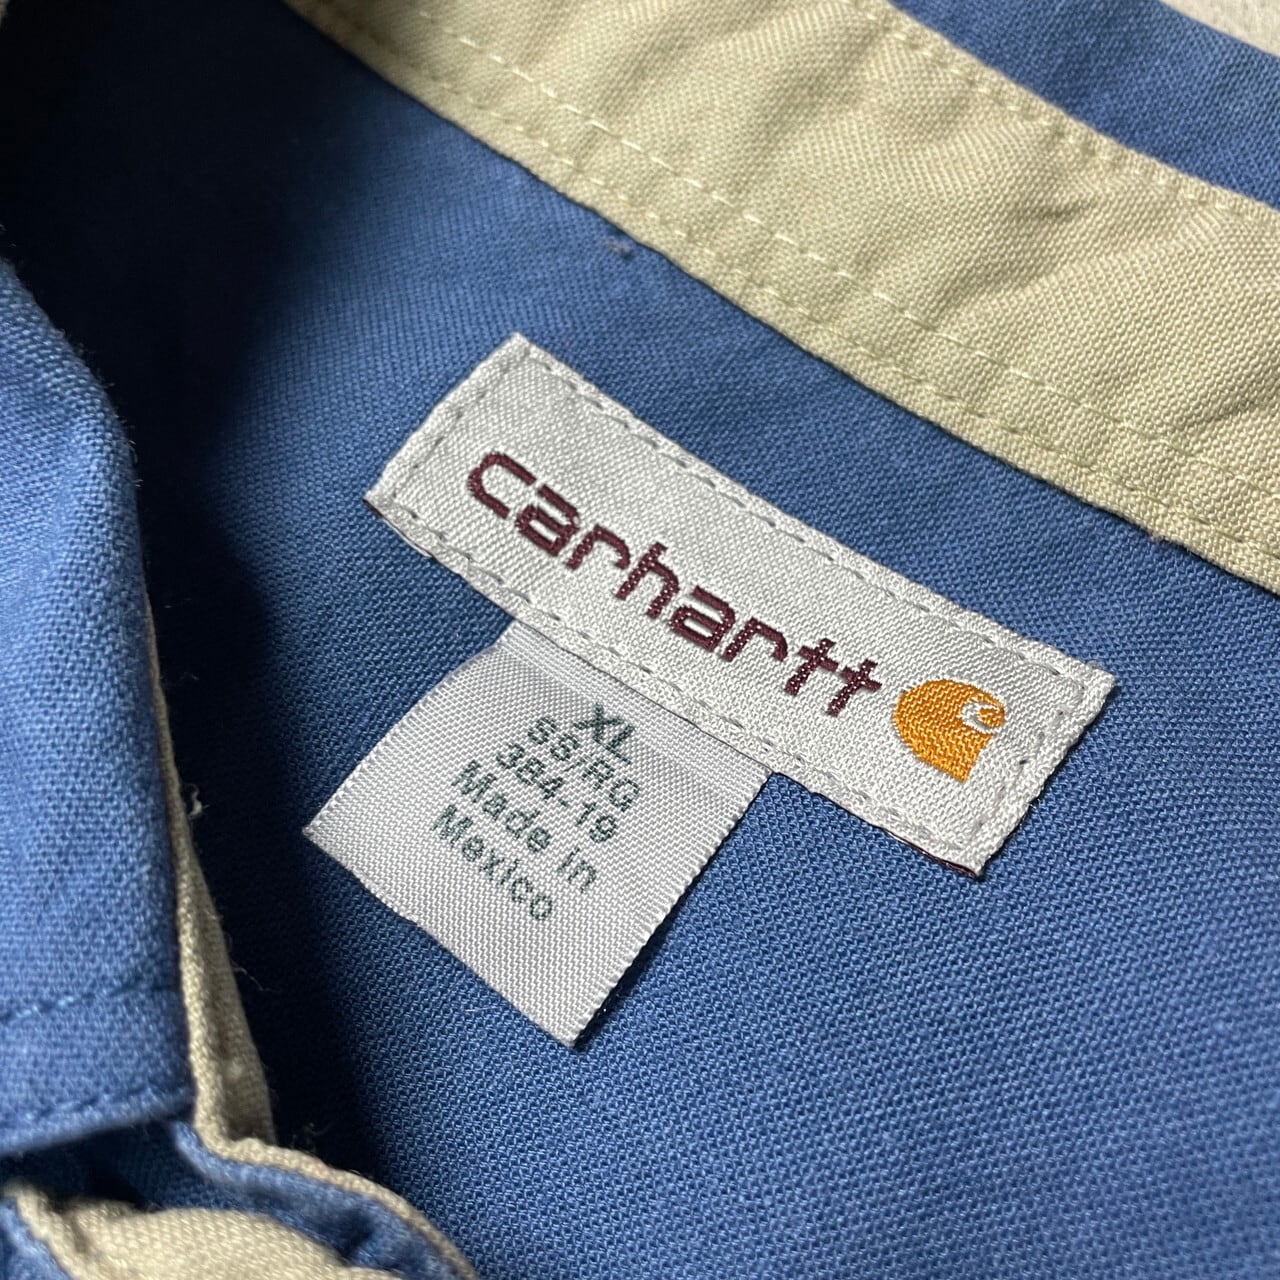 carhartt
XL
SS/RG
384-19
Made in
Mexico